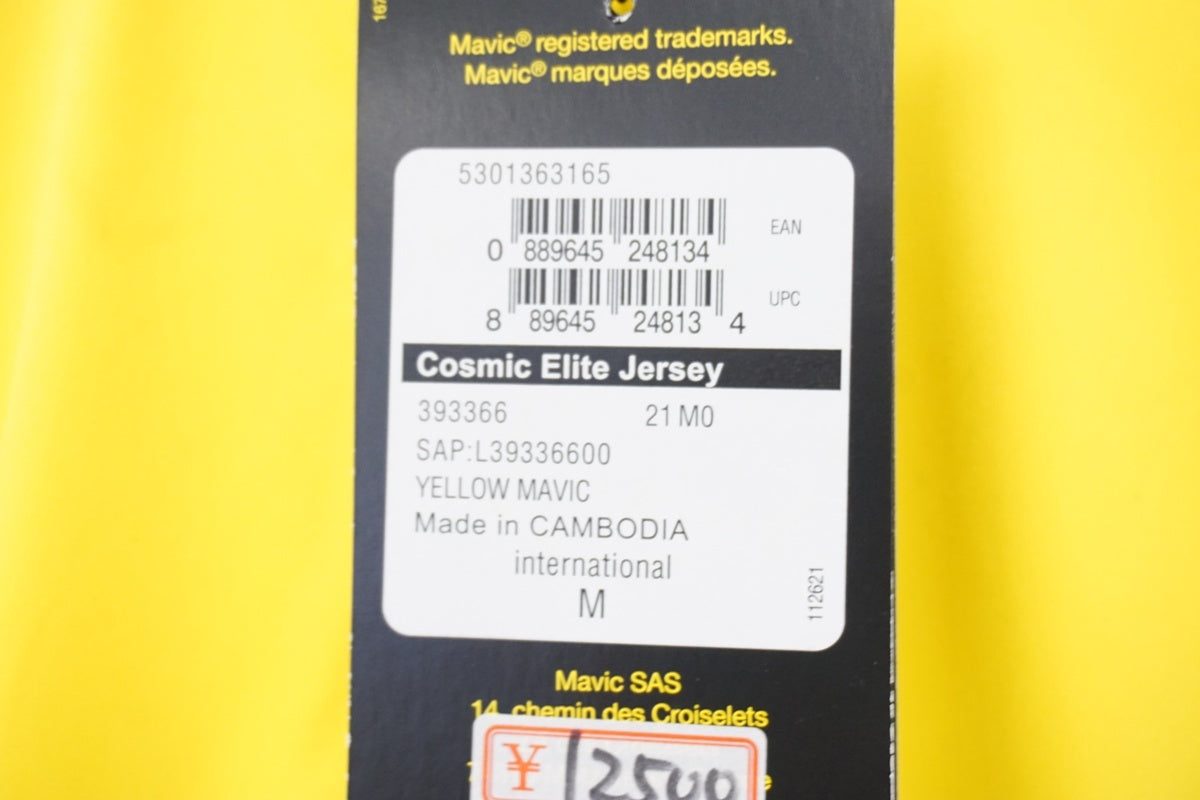 Mavic® registered trademarks.
Mavic® marques déposées.
5301363165
EAN
0 889645 248134
UPC
8 89645 24813 4
Cosmic Elite Jersey
393366 21 M0
SAP:L39336600
YELLOW MAVIC
Made in CAMBODIA
international
M
112621
Mavic SAS
14, chemin des Croiselets
¥ 12500